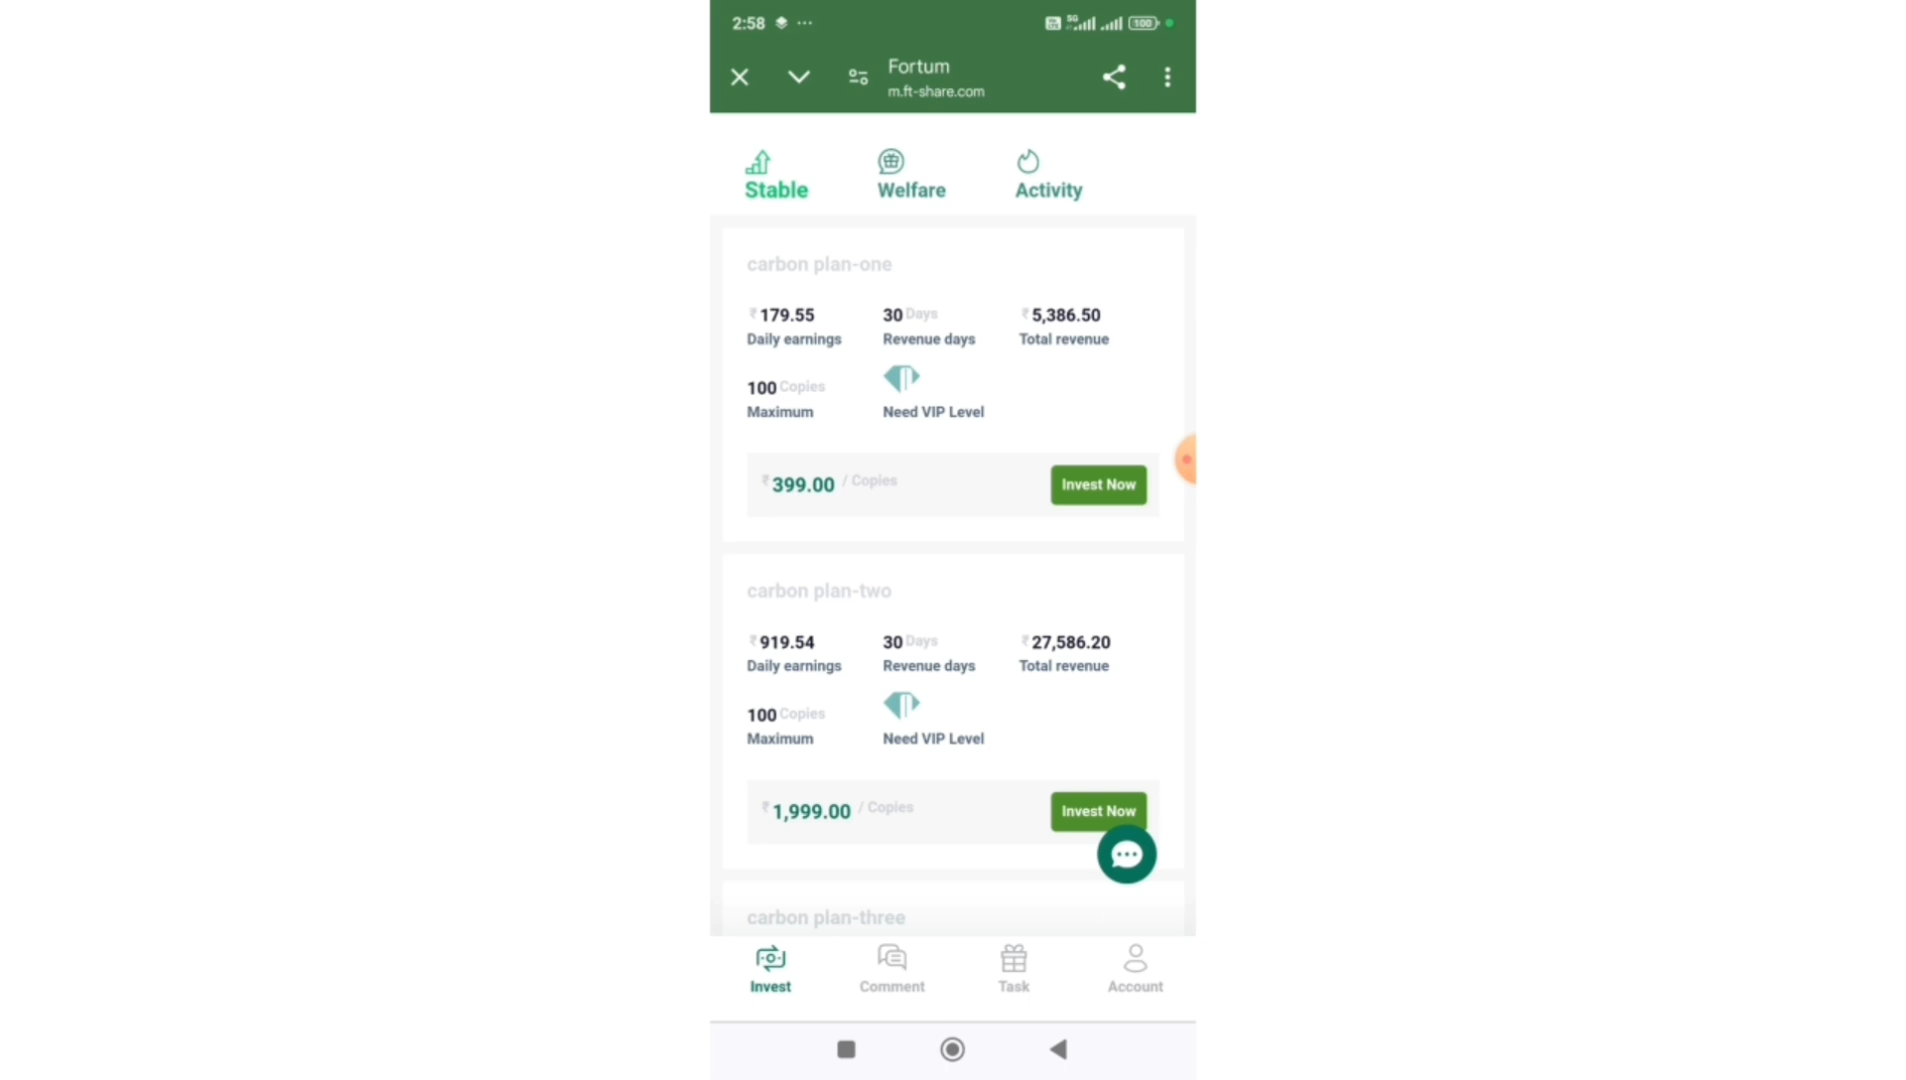 2:58
5G
100
Fortum
m.ft-share.com
Stable
Welfare
Activity
carbon plan-one
₹179.55
30 Days
₹5,386.50
Daily earnings
Revenue days
Total revenue
100 Copies
Maximum
Need VIP Level
₹399.00 / Copies
Invest Now
carbon plan-two
₹919.54
30 Days
₹27,586.20
Daily earnings
Revenue days
Total revenue
100 Copies
Maximum
Need VIP Level
₹1,999.00 / Copies
Invest Now
carbon plan-three
Invest
Comment
Task
Account